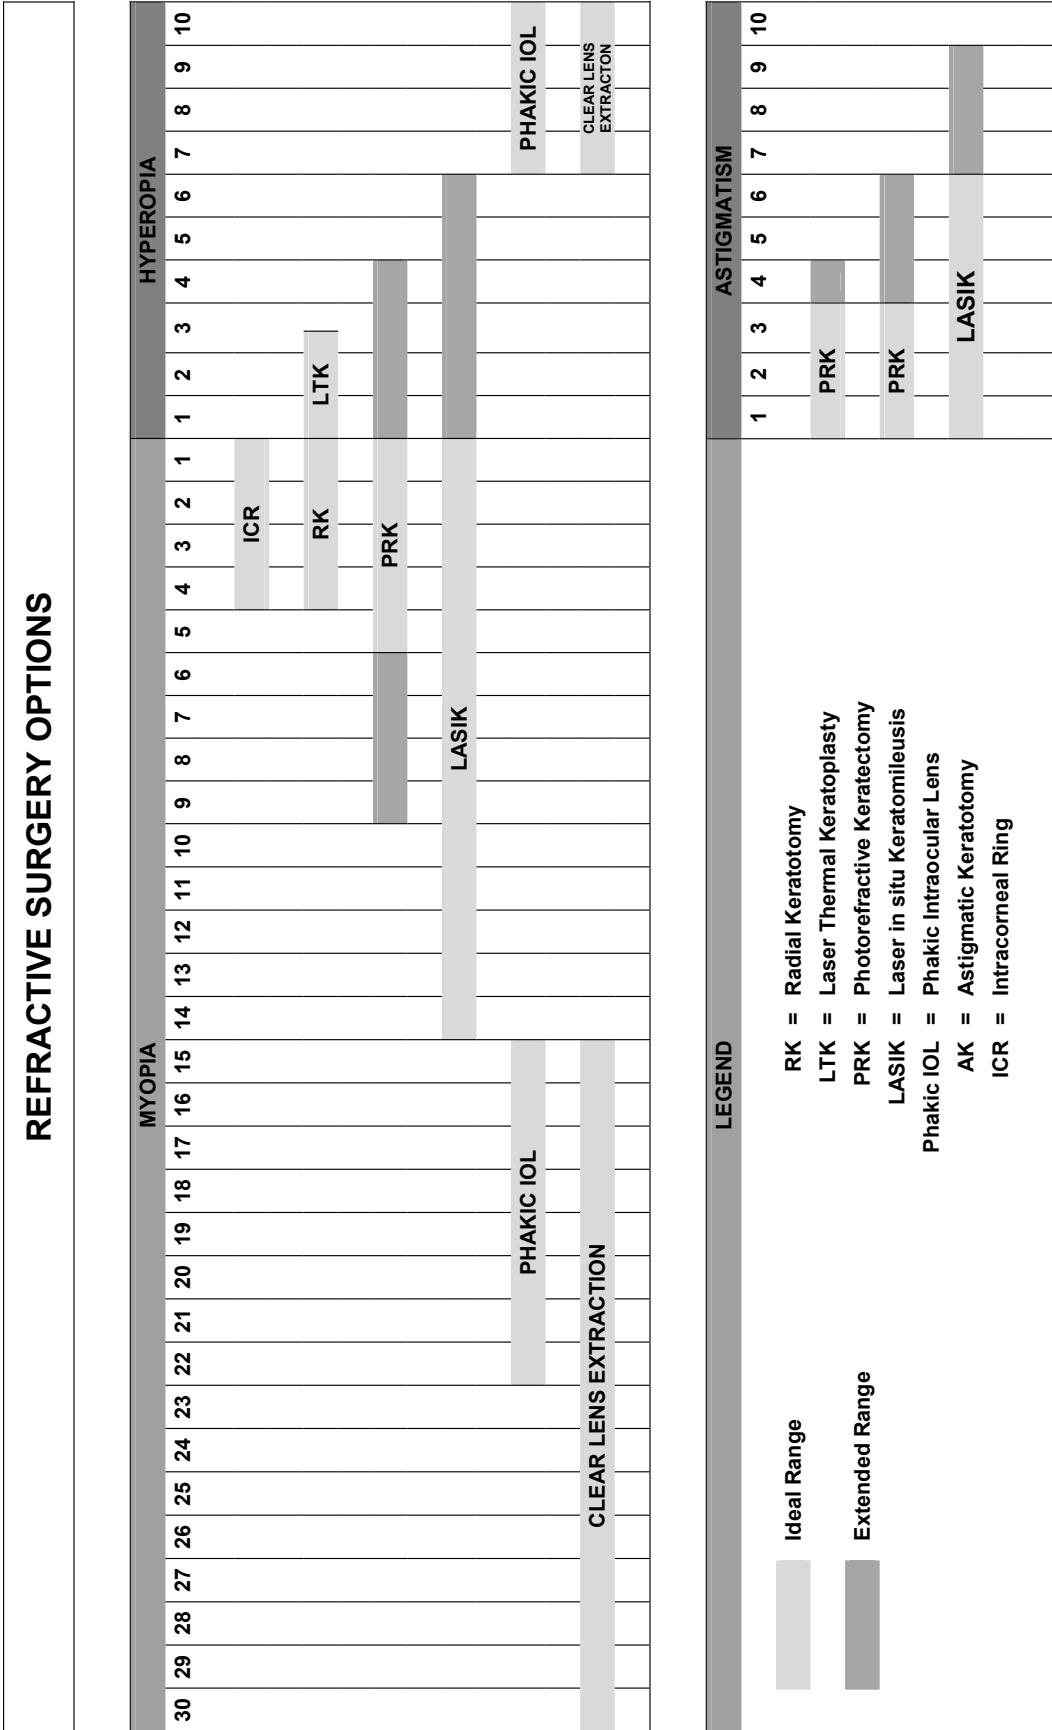 REFRACTIVE SURGERY OPTIONS
MYOPIA HYPEROPIA
30 29 28 27 26 25 24 23 22 21 20 19 18 17 16 15 14 13 12 11 10 9 8 7 6 5 4 3 2 1 1 2 3 4 5 6 7 8 9 10
ICR
RK LTK
PRK
LASIK
PHAKIC IOL PHAKIC IOL
CLEAR LENS EXTRACTION
CLEAR LENS
EXTRACTON
LEGEND ASTIGMATISM
1 2 3 4 5 6 7 8 9 10
Ideal Range
Extended Range
RK = Radial Keratotomy
LTK = Laser Thermal Keratoplasty
PRK = Photorefractive Keratectomy
LASIK = Laser in situ Keratomileusis
Phakic IOL = Phakic Intraocular Lens
AK = Astigmatic Keratotomy
ICR = Intracorneal Ring
PRK
PRK
LASIK